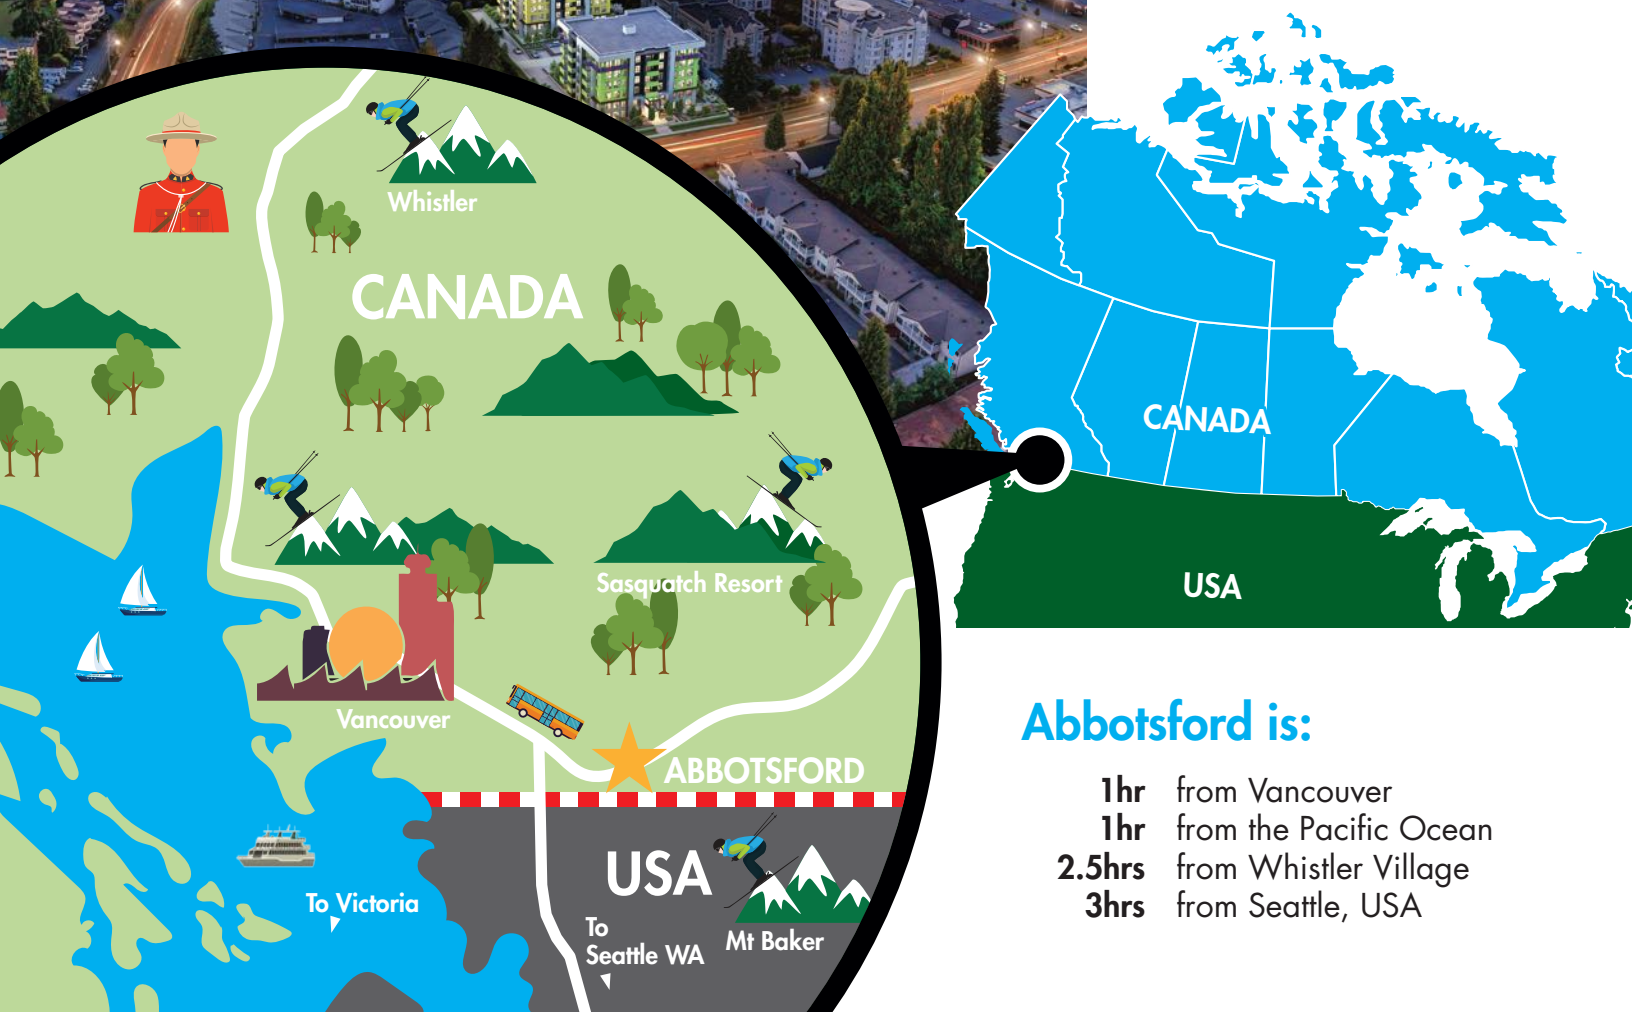 Whistler
CANADA
Sasquatch Resort
Vancouver
ABBOTSFORD
USA
To Victoria
To
Seattle WA
Mt Baker
CANADA
USA
Abbotsford is:
1hr from Vancouver
1hr from the Pacific Ocean
2.5hrs from Whistler Village
3hrs from Seattle, USA